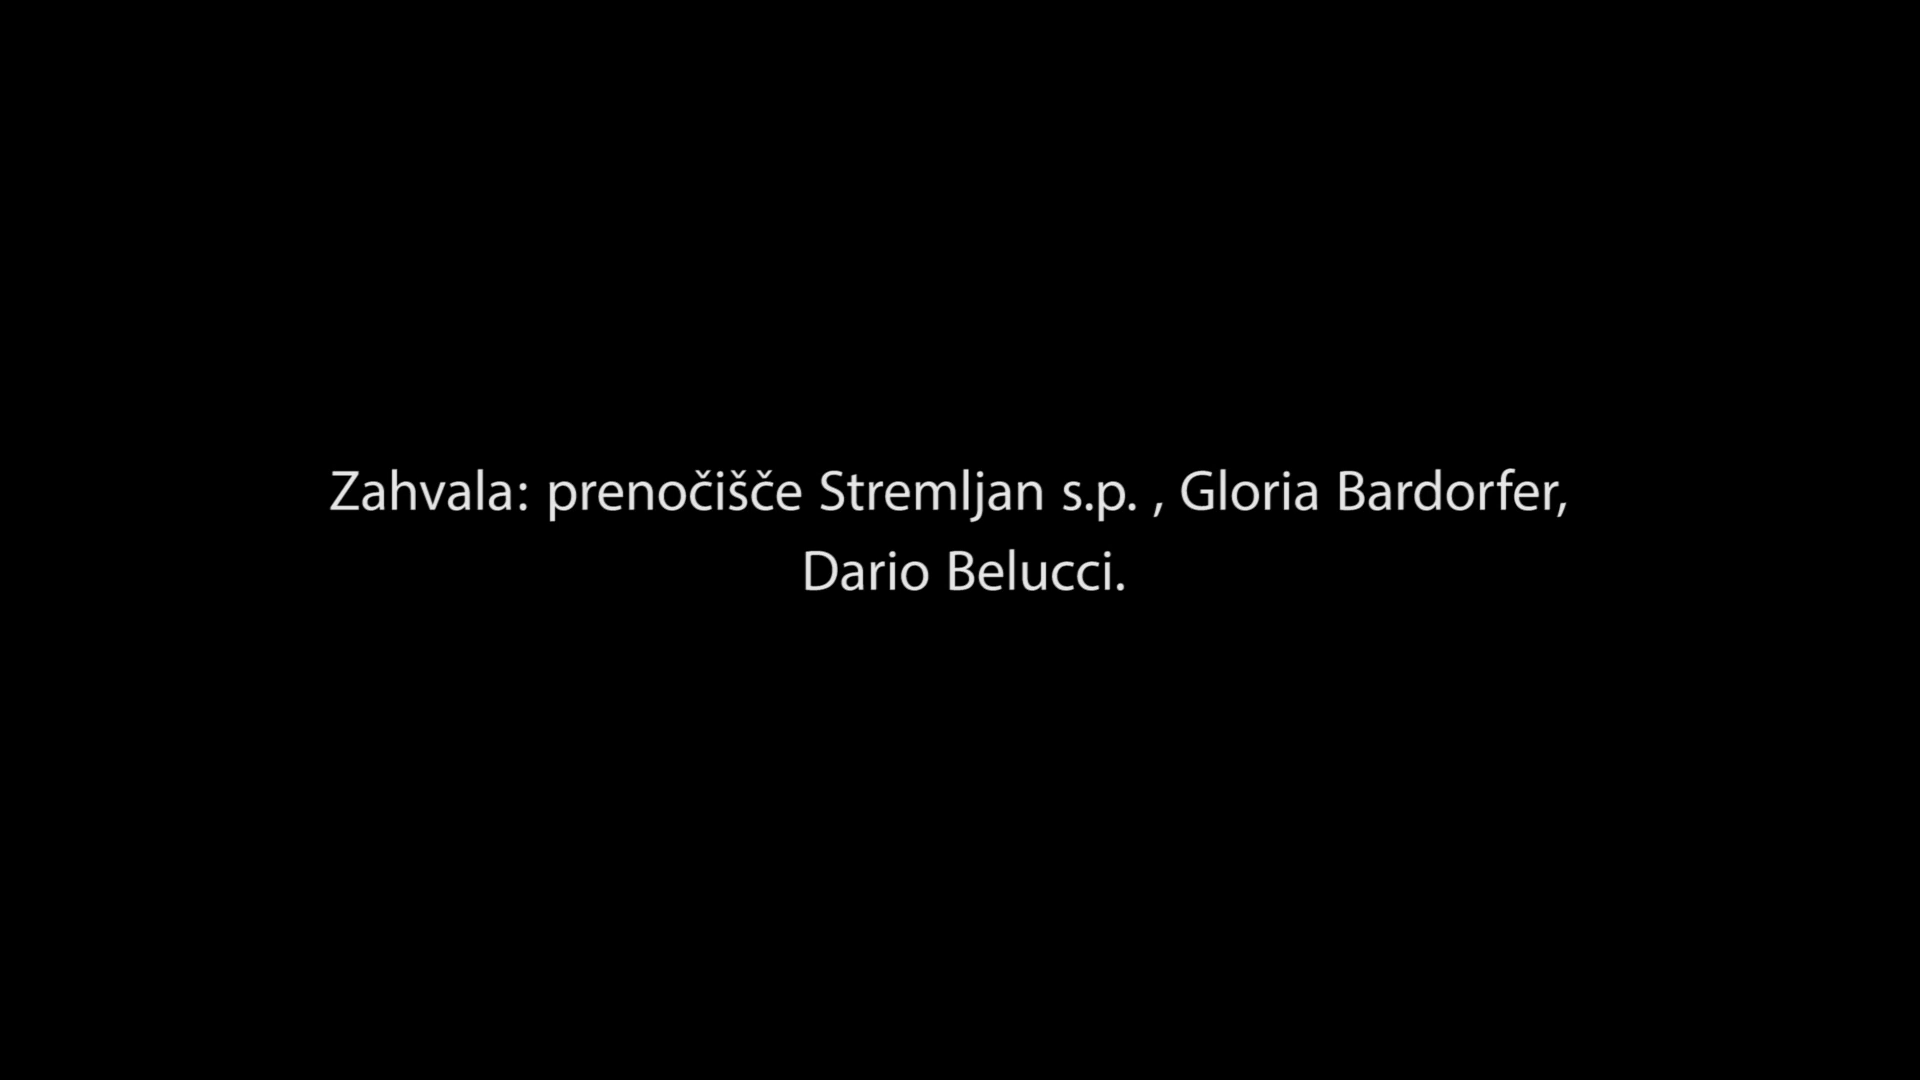 Zahvala: prenočišče Stremljan s.p. , Gloria Bardorfer,
Dario Belucci.